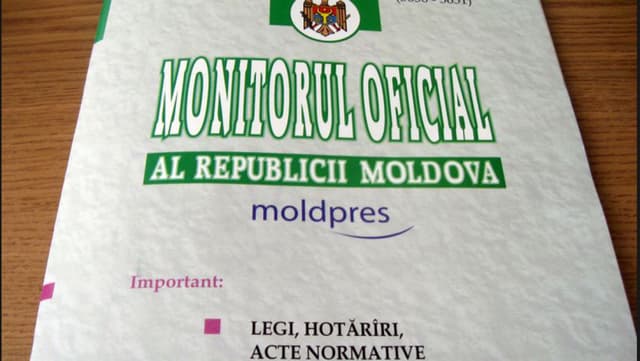 MONITORUL OFICIAL
AL REPUBLICII MOLDOVA
moldpres
Important:
LEGI, HOTĂRÎRI,
ACTE NORMATIVE